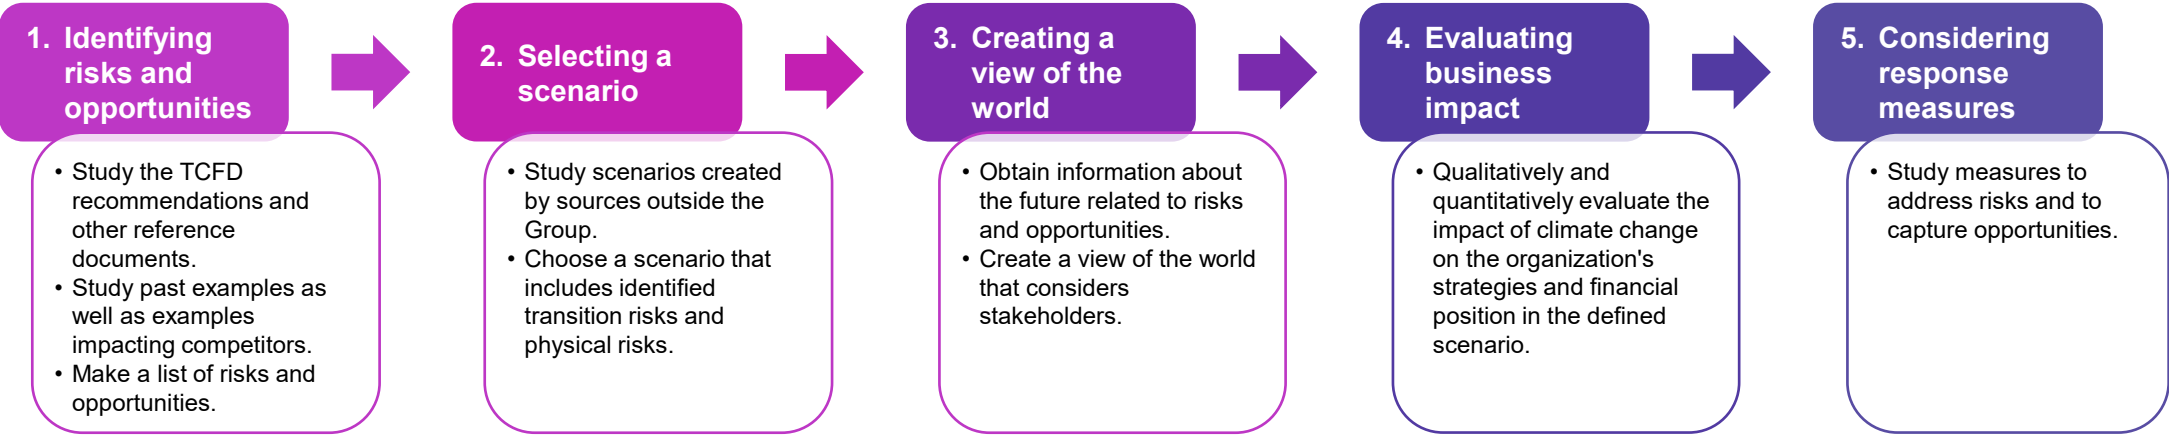 1. Identifying
risks and
opportunities
• Study the TCFD
recommendations and
other reference
documents.
• Study past examples as
well as examples
impacting competitors.
• Make a list of risks and
opportunities.
2. Selecting a
scenario
• Study scenarios created
by sources outside the
Group.
• Choose a scenario that
includes identified
transition risks and
physical risks.
3. Creating a
view of the
world
• Obtain information about
the future related to risks
and opportunities.
• Create a view of the world
that considers
stakeholders.
4. Evaluating
business
impact
• Qualitatively and
quantitatively evaluate the
impact of climate change
on the organization's
strategies and financial
position in the defined
scenario.
5. Considering
response
measures
• Study measures to
address risks and to
capture opportunities.